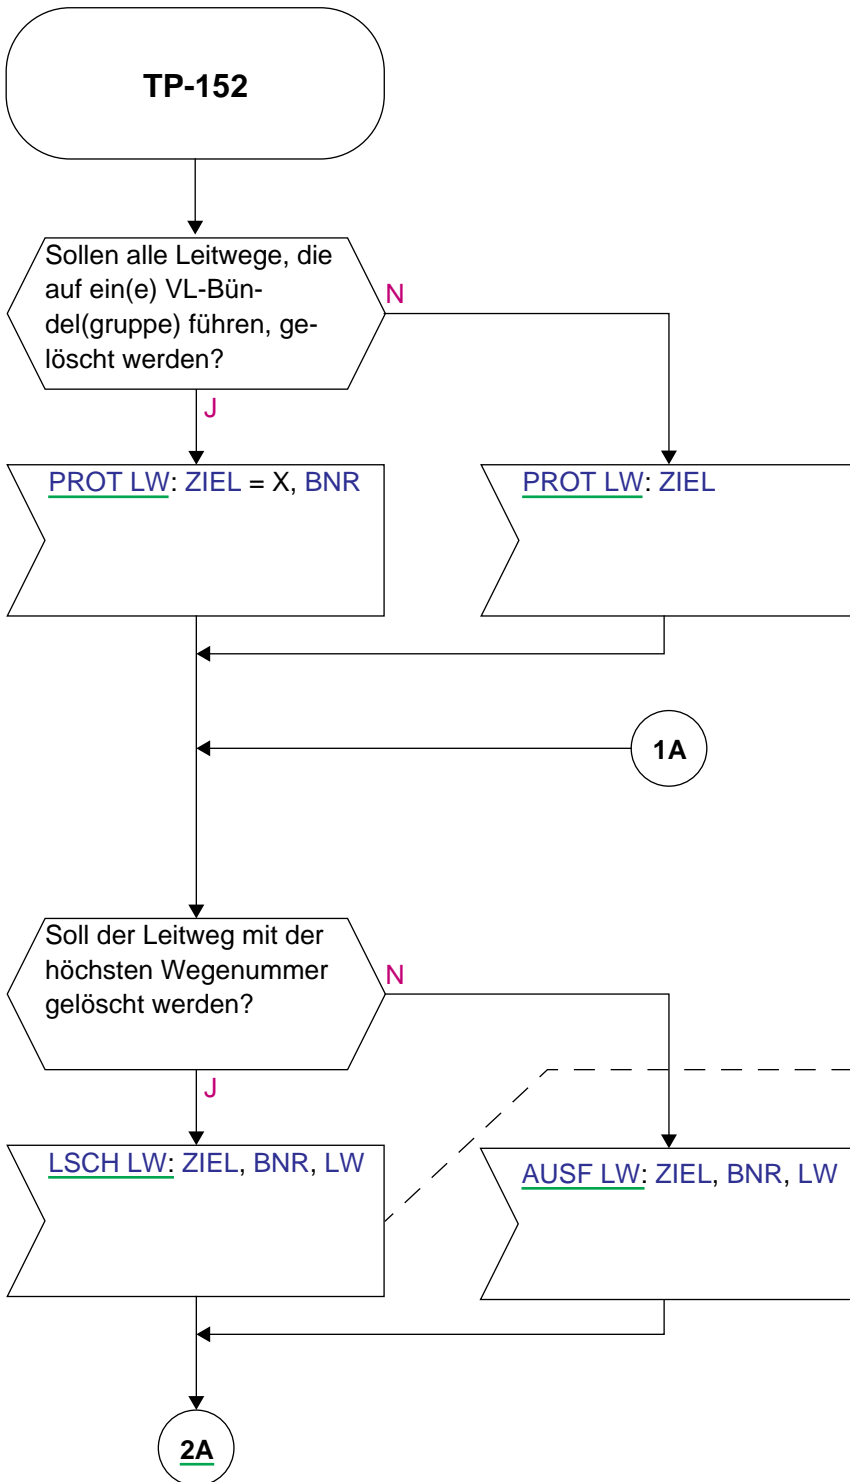 TP-152
Sollen alle Leitwege, die
auf ein(e) VL-Bün-
del(gruppe) führen, ge-
löscht werden?
N
J
PROT LW: ZIEL = X, BNR
PROT LW: ZIEL
1A
Soll der Leitweg mit der
höchsten Wegenummer
gelöscht werden?
N
J
LSCH LW: ZIEL, BNR, LW
AUSF LW: ZIEL, BNR, LW
2A